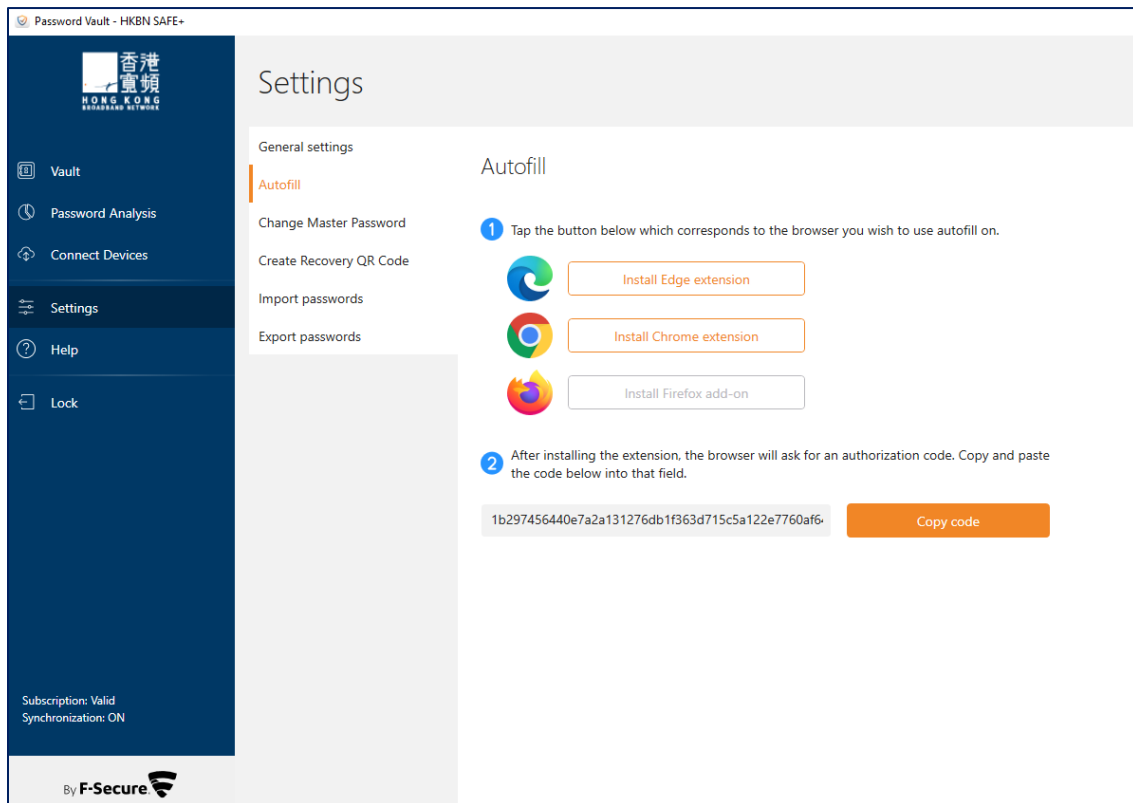 Password Vault - HKBN SAFE+
香港
寬頻
HONG KONG
BROADBAND NETWORK
Vault
Password Analysis
Connect Devices
Settings
Help
Lock
Subscription: Valid
Synchronization: ON
By F-Secure.
Settings
General settings
Autofill
Change Master Password
Create Recovery QR Code
Import passwords
Export passwords
Autofill
1 Tap the button below which corresponds to the browser you wish to use autofill on.
Install Edge extension
Install Chrome extension
Install Firefox add-on
2 After installing the extension, the browser will ask for an authorization code. Copy and paste
the code below into that field.
1b297456440e7a2a131276db1f363d715c5a122e7760af6
Copy code